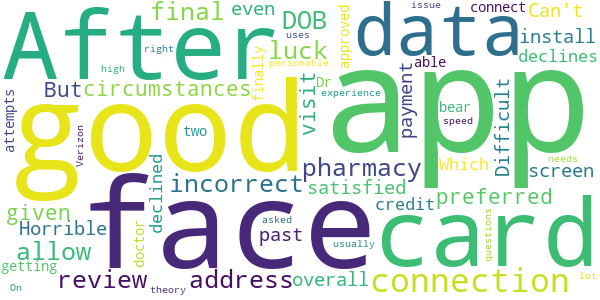 After final DOB even data issue connect Can't install
luck declines
But circumstances finally Dr approved able
high right uses personable
attempts good two visit payment app experience bear speed
Verizon Difficult Which screen
pharmacy
incorrect satisfied preferred
declined face credit card
given Horrible doctor asked past needs
allow usually questions
getting review address overall connection lot
On theory